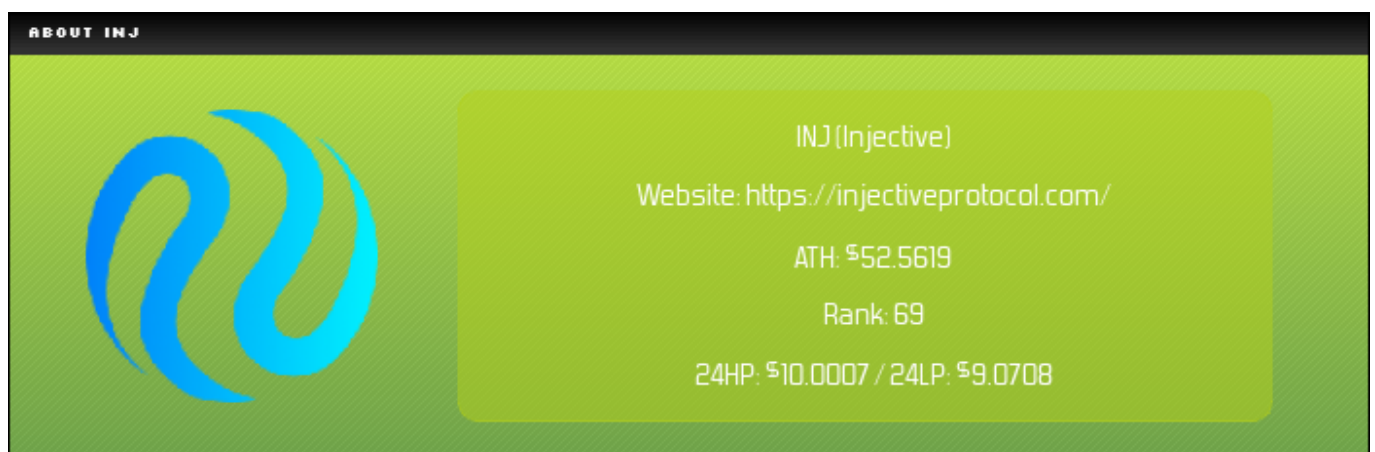 ABOUT INJ
INJ (Injective)
Website: https://injectiveprotocol.com/
ATH: $52.5619
Rank: 69
24HP: $10.0007 / 24LP: $9.0708